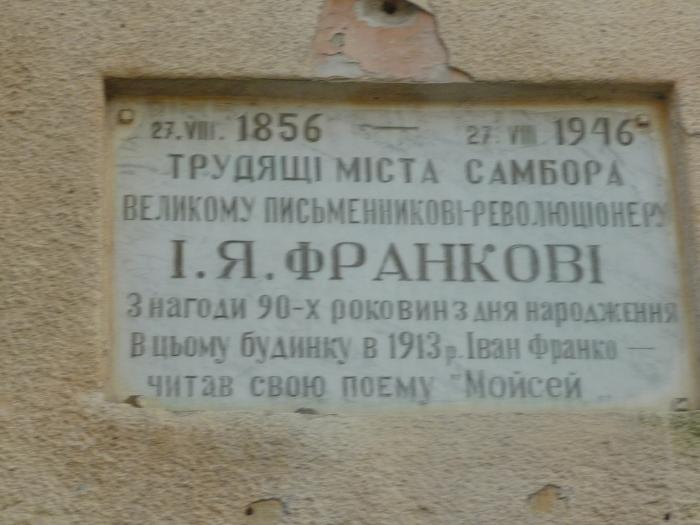 27.VIII. 1856 — 27.VIII 1946
ТРУДЯЩІ МІСТА САМБОРА
ВЕЛИКОМУ ПИСЬМЕННИКОВІ-РЕВОЛЮЦІОНЕРУ
І.Я.ФРАНКОВІ
З нагоди 90-х роковин з дня народження
В цьому будинку в 1913 р. Іван Франко —
читав свою поему "Мойсей"